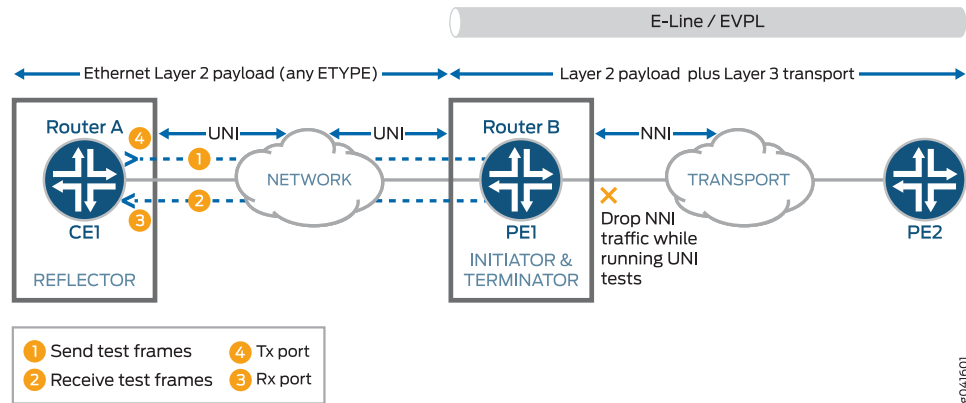 E-Line / EVPL
Ethernet Layer 2 payload (any ETYPE)
Layer 2 payload plus Layer 3 transport
Router A
4
UNI
UNI
Router B
NNI
1
NETWORK
TRANSPORT
2
3
CE1
PE1
Drop NNI
traffic while
running UNI
tests
PE2
REFLECTOR
INITIATOR &
TERMINATOR
1 Send test frames
4 Tx port
2 Receive test frames
3 Rx port
g041601